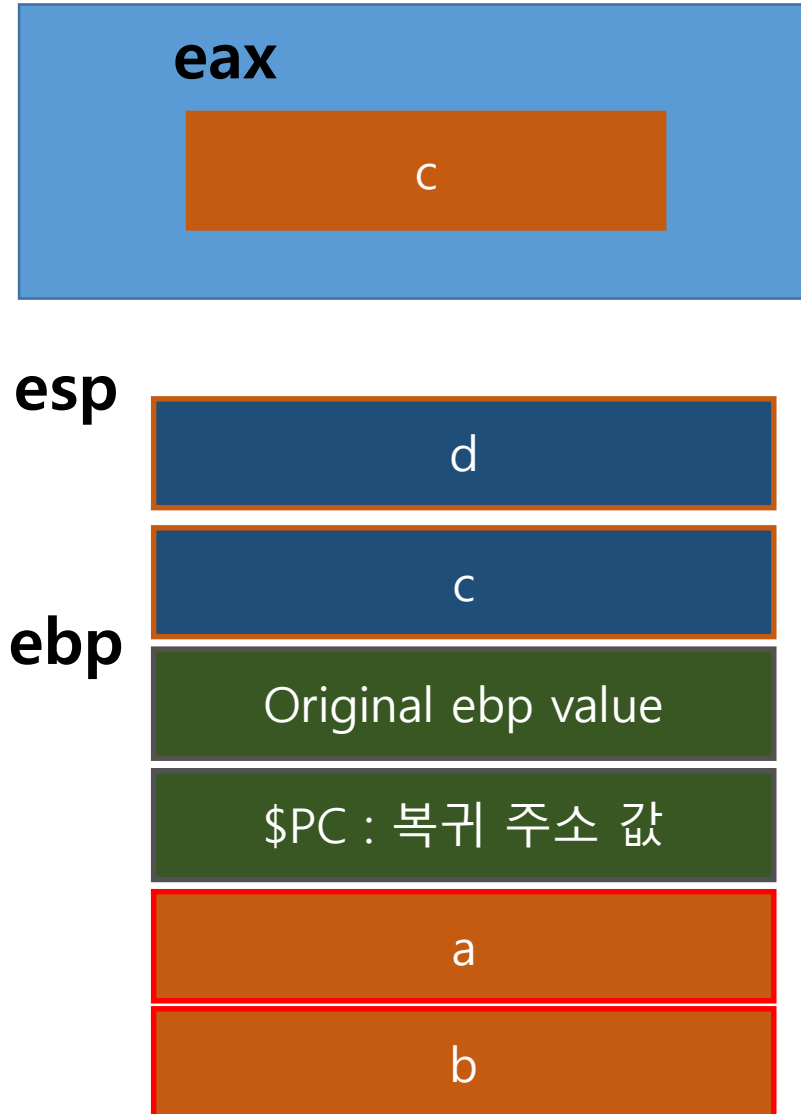 eax
c
esp
d
c
ebp
Original ebp value
$PC : 복귀 주소 값
a
b